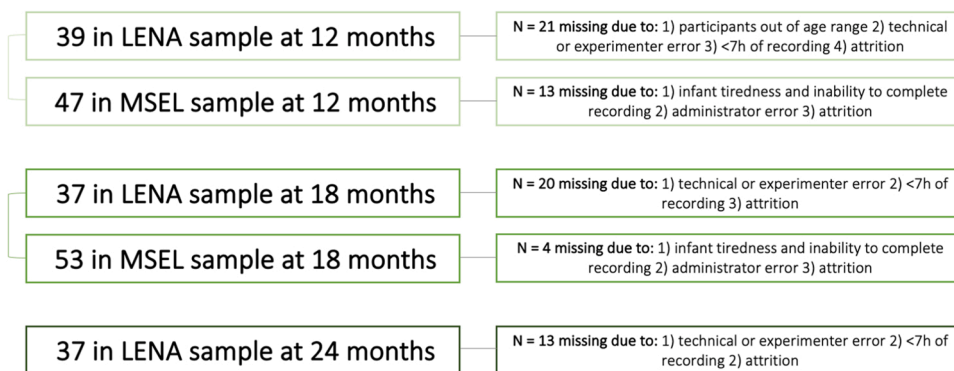 39 in LENA sample at 12 months
N = 21 missing due to: 1) participants out of age range 2) technical
or experimenter error 3) <7h of recording 4) attrition
47 in MSEL sample at 12 months
N = 13 missing due to: 1) infant tiredness and inability to complete
recording 2) administrator error 3) attrition
37 in LENA sample at 18 months
N = 20 missing due to: 1) technical or experimenter error 2) <7h of
recording 3) attrition
53 in MSEL sample at 18 months
N = 4 missing due to: 1) infant tiredness and inability to complete
recording 2) administrator error 3) attrition
37 in LENA sample at 24 months
N = 13 missing due to: 1) technical or experimenter error 2) <7h of
recording 2) attrition